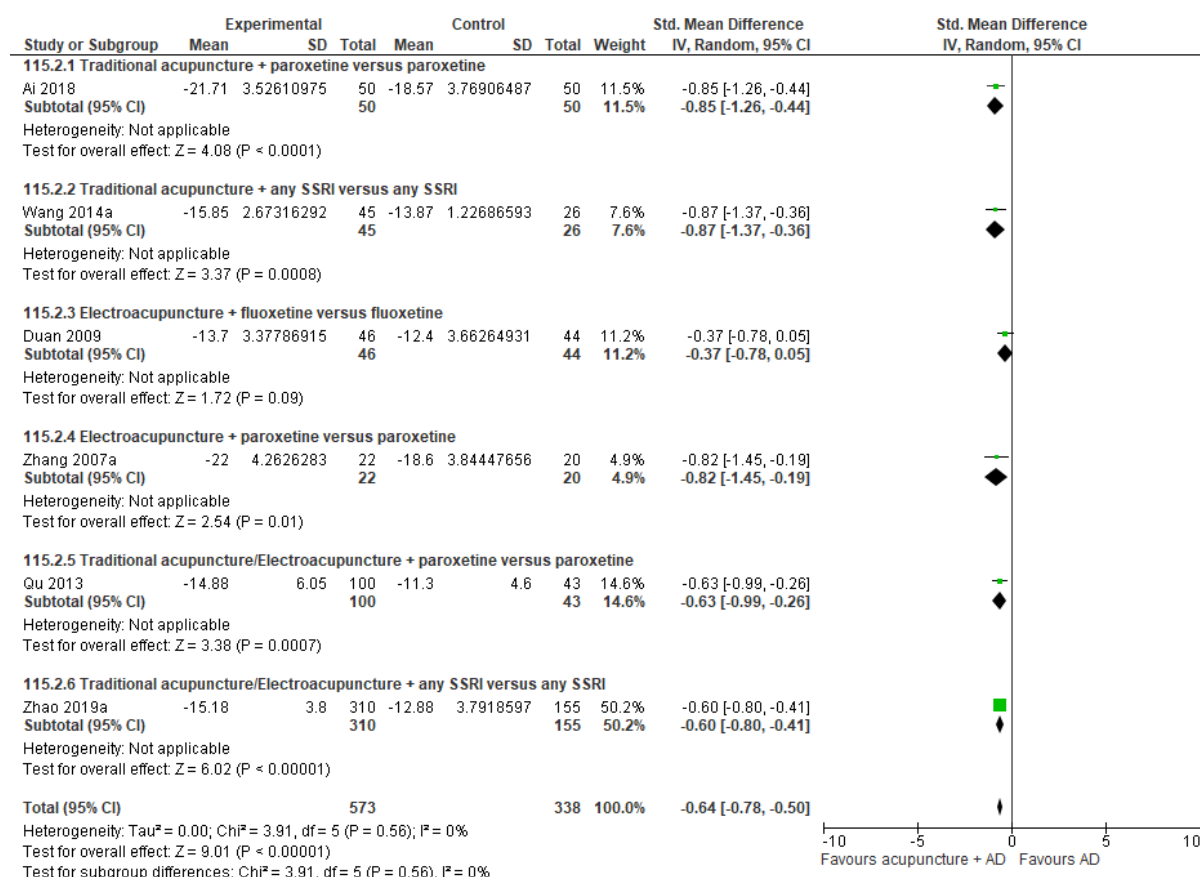 Experimental Control Std. Mean Difference Std. Mean Difference
Study or Subgroup Mean SD Total Mean SD Total Weight IV, Random, 95% CI IV, Random, 95% CI
115.2.1 Traditional acupuncture + paroxetine versus paroxetine
Ai 2018 -21.71 3.52610975 50 -18.57 3.76906487 50 11.5% -0.85 [-1.26, -0.44]
Subtotal (95% CI) 50 50 11.5% -0.85 [-1.26, -0.44]
Heterogeneity: Not applicable
Test for overall effect: Z = 4.08 (P < 0.0001)
115.2.2 Traditional acupuncture + any SSRI versus any SSRI
Wang 2014a -15.85 2.67316292 45 -13.87 1.22686593 26 7.6% -0.87 [-1.37, -0.36]
Subtotal (95% CI) 45 26 7.6% -0.87 [-1.37, -0.36]
Heterogeneity: Not applicable
Test for overall effect: Z = 3.37 (P = 0.0008)
115.2.3 Electroacupuncture + fluoxetine versus fluoxetine
Duan 2009 -13.7 3.37786915 46 -12.4 3.66264931 44 11.2% -0.37 [-0.78, 0.05]
Subtotal (95% CI) 46 44 11.2% -0.37 [-0.78, 0.05]
Heterogeneity: Not applicable
Test for overall effect: Z = 1.72 (P = 0.09)
115.2.4 Electroacupuncture + paroxetine versus paroxetine
Zhang 2007a -22 4.2626283 22 -18.6 3.84447656 20 4.9% -0.82 [-1.45, -0.19]
Subtotal (95% CI) 22 20 4.9% -0.82 [-1.45, -0.19]
Heterogeneity: Not applicable
Test for overall effect: Z = 2.54 (P = 0.01)
115.2.5 Traditional acupuncture/Electroacupuncture + paroxetine versus paroxetine
Qu 2013 -14.88 6.05 100 -11.3 4.6 43 14.6% -0.63 [-0.99, -0.26]
Subtotal (95% CI) 100 43 14.6% -0.63 [-0.99, -0.26]
Heterogeneity: Not applicable
Test for overall effect: Z = 3.38 (P = 0.0007)
115.2.6 Traditional acupuncture/Electroacupuncture + any SSRI versus any SSRI
Zhao 2019a -15.18 3.8 310 -12.88 3.7918597 155 50.2% -0.60 [-0.80, -0.41]
Subtotal (95% CI) 310 155 50.2% -0.60 [-0.80, -0.41]
Heterogeneity: Not applicable
Test for overall effect: Z = 6.02 (P < 0.00001)
Total (95% CI) 573 338 100.0% -0.64 [-0.78, -0.50]
Heterogeneity: Tau² = 0.00; Chi² = 3.91, df = 5 (P = 0.56); I² = 0%
Test for overall effect: Z = 9.01 (P < 0.00001)
Test for subgroup differences: Chi² = 3.91, df = 5 (P = 0.56), I² = 0%
-10 -5 0 5 10
Favours acupuncture + AD Favours AD